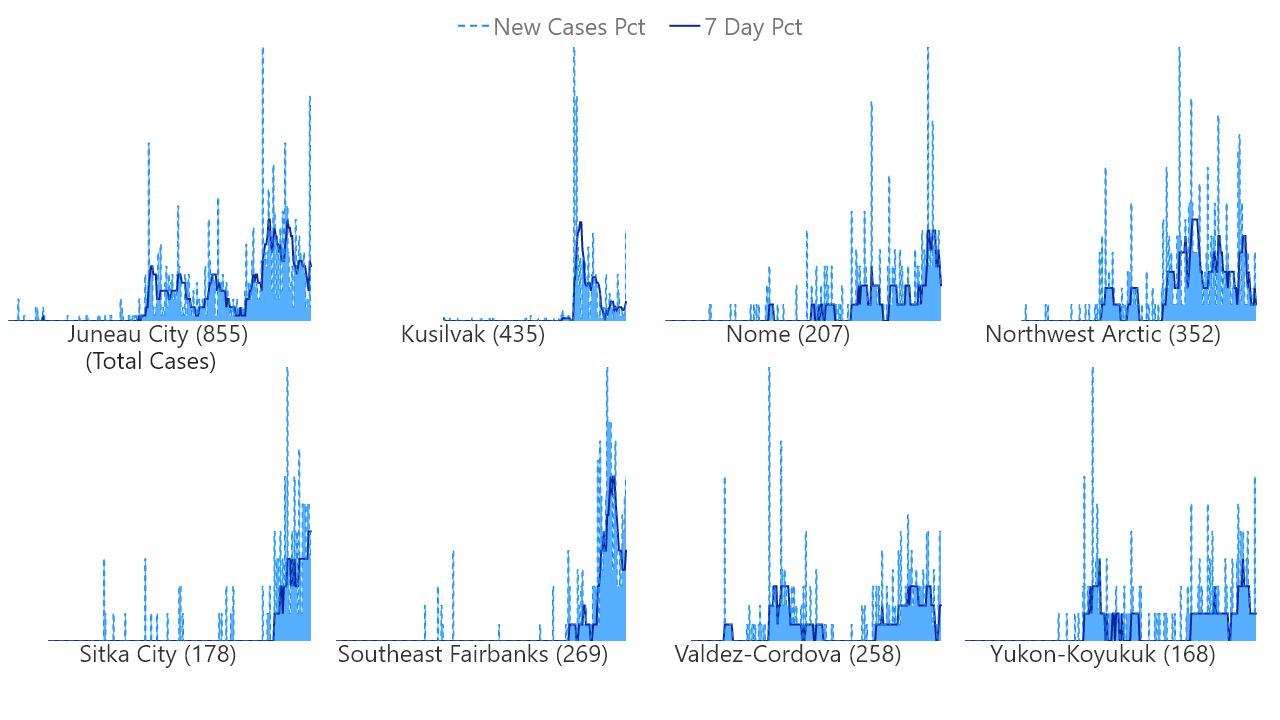 New Cases Pct 7 Day Pct
Juneau City (855)
(Total Cases)
Kusilvak (435)
Nome (207)
Northwest Arctic (352)
Sitka City (178)
Southeast Fairbanks (269)
Valdez-Cordova (258)
Yukon-Koyukuk (168)